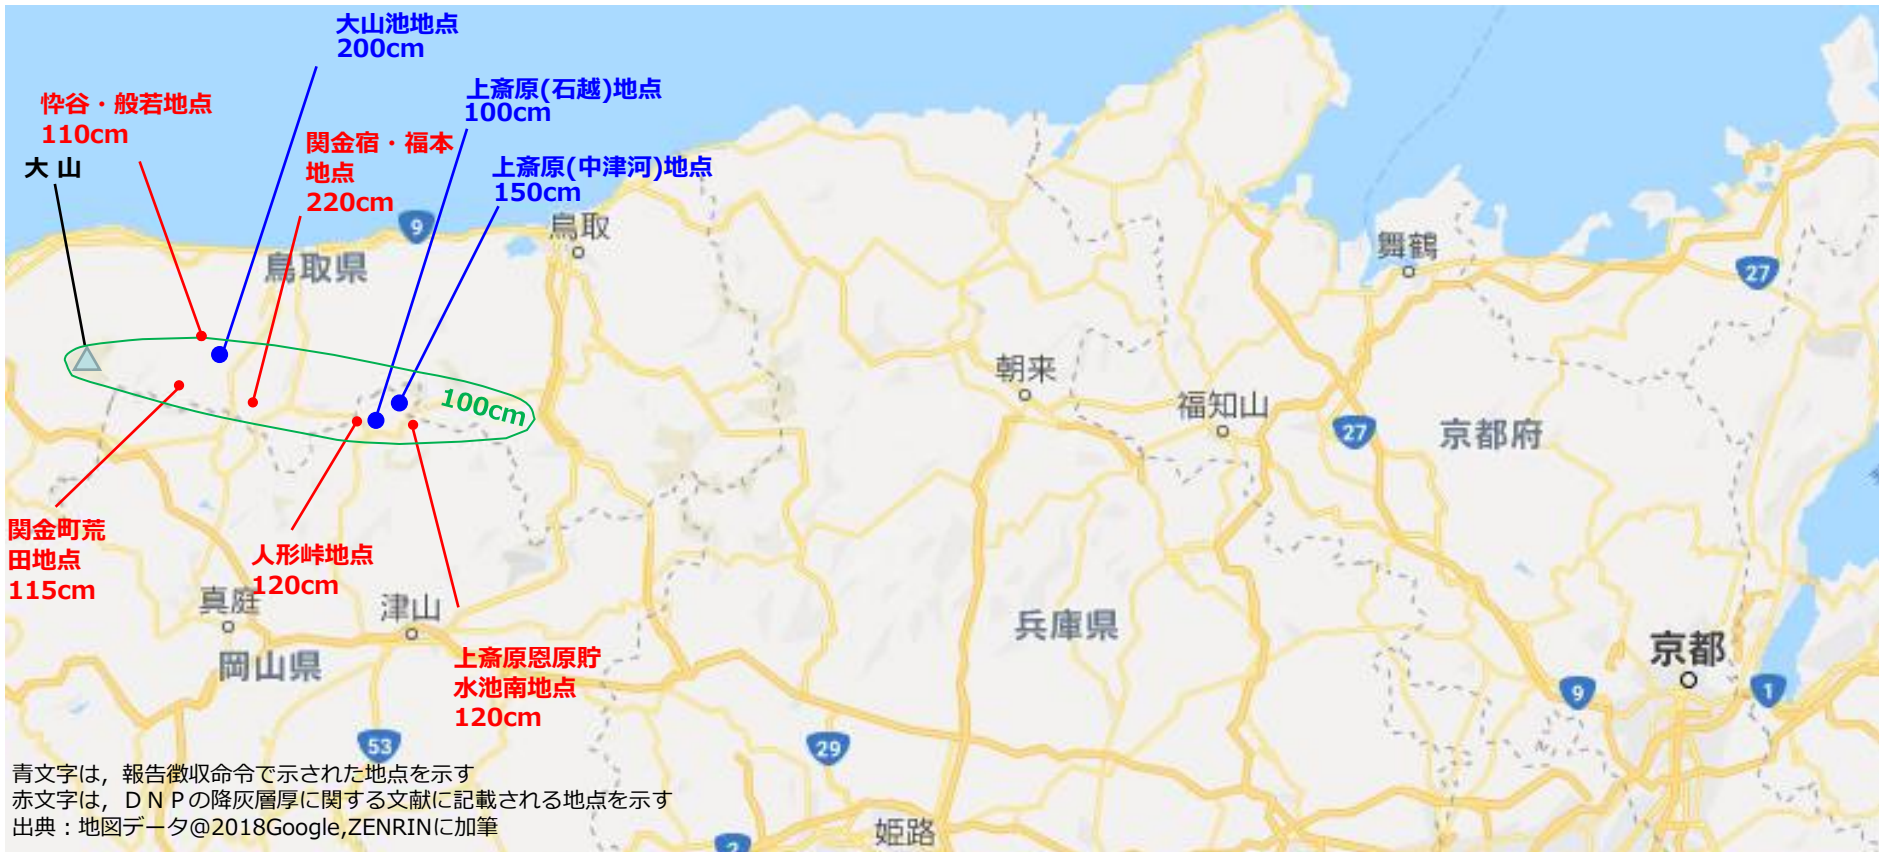 大山池地点
200cm
忰谷・般若地点
110cm
上斎原(石越)地点
100cm
関金宿・福本
地点
220cm
大 山
上斎原(中津河)地点
150cm
9
鳥取
鳥取県
舞鶴
27
朝来
福知山
100cm
27
京都府
関金町荒
田地点
115cm
人形峠地点
120cm
真庭
津山
岡山県
兵庫県
上斎原恩原貯
水池南地点
120cm
京都
9
1
53
29
青文字は，報告徴収命令で示された地点を示す
赤文字は，ＤＮＰの降灰層厚に関する文献に記載される地点を示す
出典：地図データ@2018Google,ZENRINに加筆
姫路
2